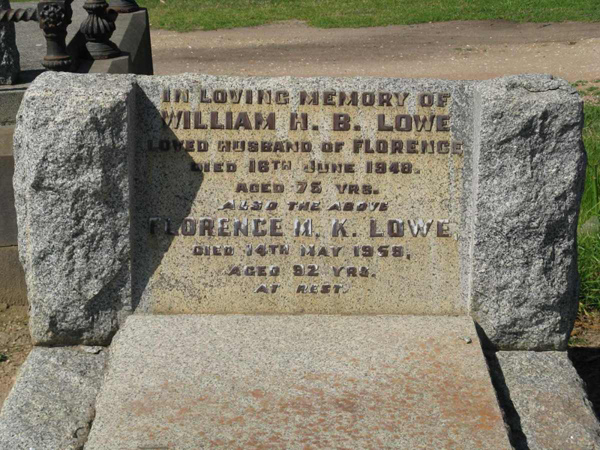 IN LOVING MEMORY OF
WILLIAM H. B. LOWE
LOVED HUSBAND OF FLORENCE
DIED 16TH JUNE 1948.
AGED 75 YRS.
ALSO THE ABOVE
FLORENCE M. K. LOWE,
DIED 14TH MAY 1959,
AGED 92 YRS.
AT REST.